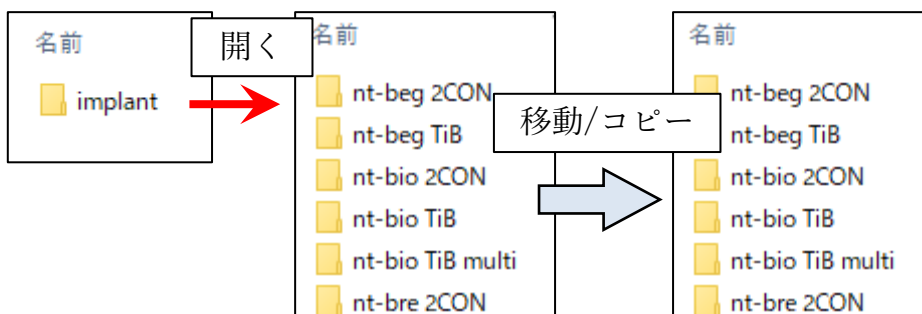 名前
implant
開く
名前
nt-beg 2CON
nt-beg TiB
nt-bio 2CON
nt-bio TiB
nt-bio TiB multi
nt-bre 2CON
移動/コピー
名前
nt-beg 2CON
nt-beg TiB
nt-bio 2CON
nt-bio TiB
nt-bio TiB multi
nt-bre 2CON